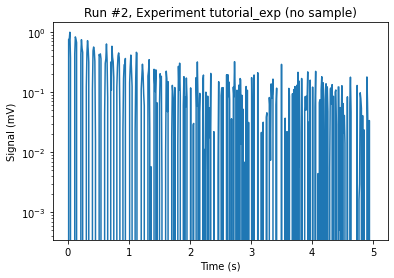 Run #2, Experiment tutorial_exp (no sample)
Signal (mV)
10⁰
10⁻¹
10⁻²
10⁻³
0 1 2 3 4 5
Time (s)